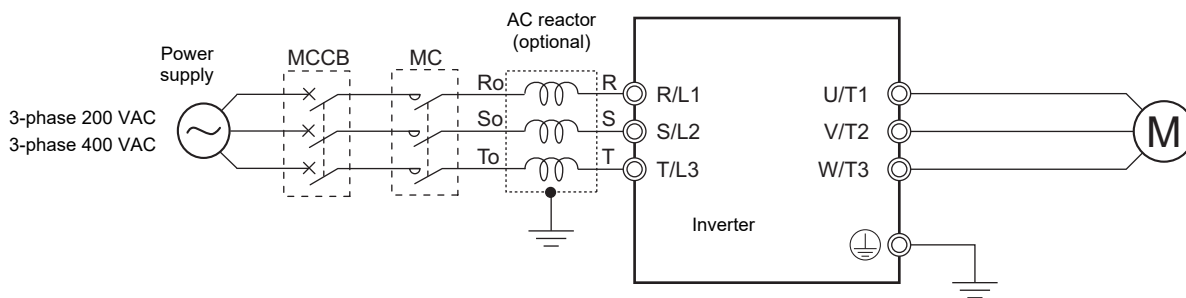 AC reactor
(optional)
Power
supply
MCCB
MC
3-phase 200 VAC
3-phase 400 VAC
Ro
R
R/L1
U/T1
So
S
S/L2
V/T2
M
To
T
T/L3
W/T3
Inverter